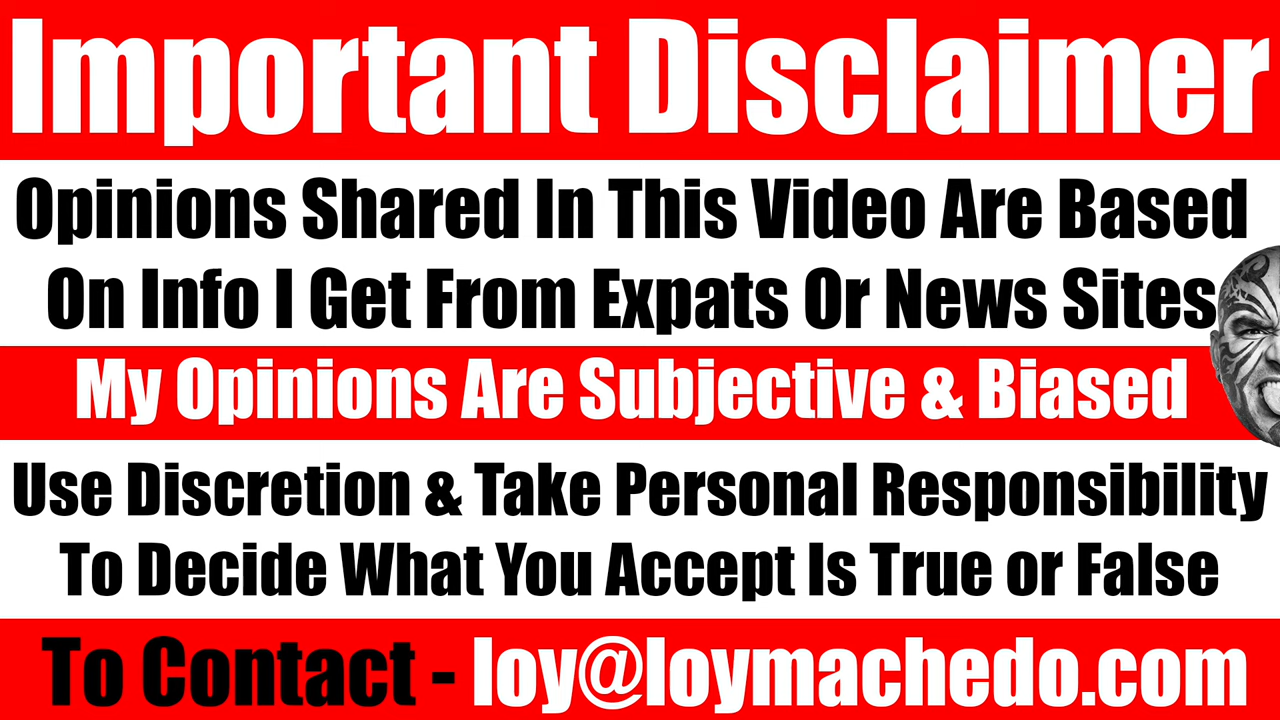 Important Disclaimer
Opinions Shared In This Video Are Based
On Info I Get From Expats Or News Sites
My Opinions Are Subjective & Biased
Use Discretion & Take Personal Responsibility
To Decide What You Accept Is True or False
To Contact - loy@loymachedo.com